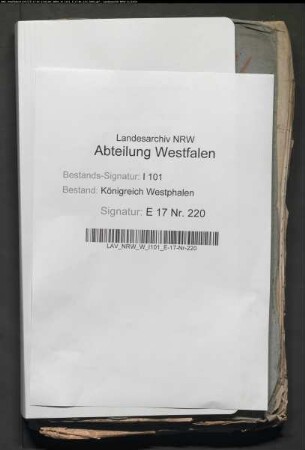 Landesarchiv NRW
Abteilung Westfalen
Bestands-Signatur: I 101
Bestand: Königreich Westphalen
Signatur: E 17 Nr. 220
LAV_NRW_W_I101_E-17-Nr-220